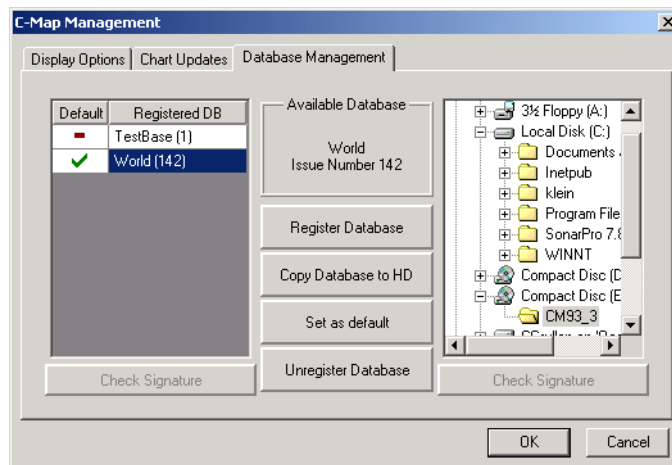 C-Map Management
Display Options
Chart Updates
Database Management
Default
Registered DB
TestBase (1)
World (142)
Check Signature
Available Database
World
Issue Number 142
Register Database
Copy Database to HD
Set as default
Unregister Database
3½ Floppy (A:)
Local Disk (C:)
Documents
Inetpub
klein
Program File
SonarPro 7.8
WINNT
Compact Disc (D
Compact Disc (E
CM93_3
Check Signature
OK
Cancel